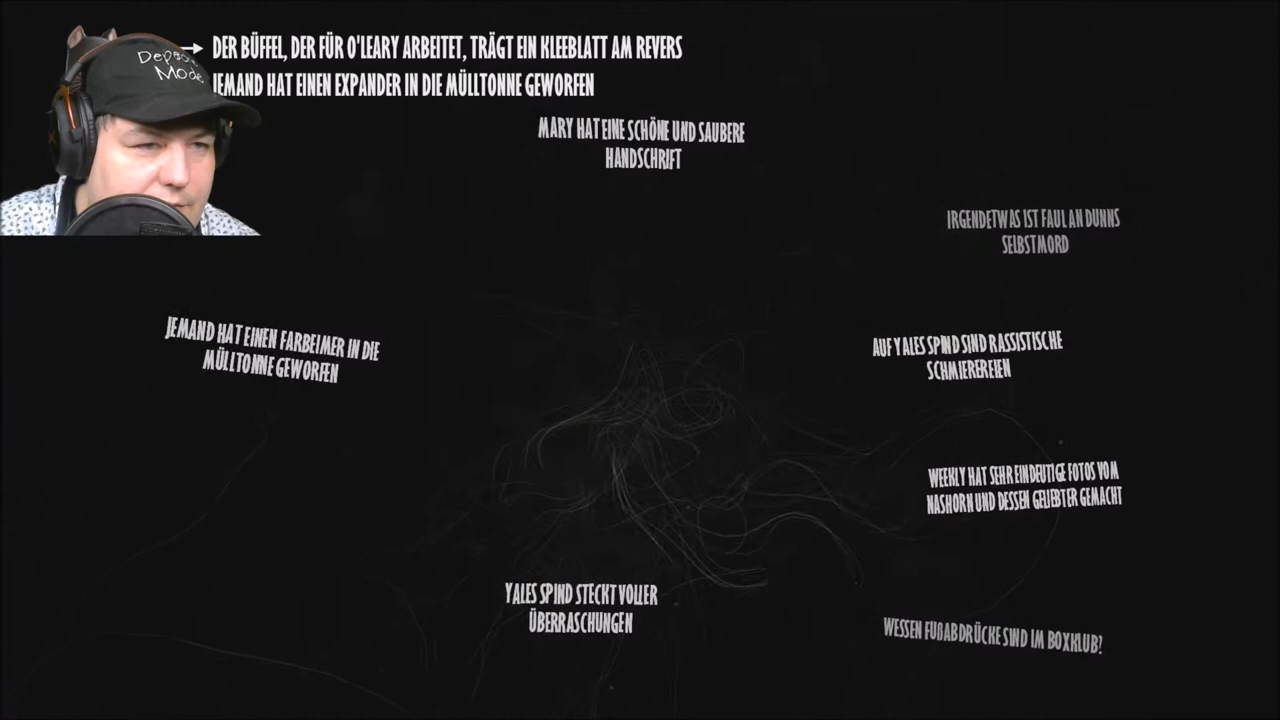 DER BÜFFEL, DER FÜR O'LEARY ARBEITET, TRÄGT EIN KLEEBLATT AM REVERS
JEMAND HAT EINEN EXPANDER IN DIE MÜLLTONNE GEWORFEN
Depeche
Mode
MARY HAT EINE SCHÖNE UND SAUBERE
HANDSCHRIFT
IRGENDETWAS IST FAUL AN DUNNS
SELBSTMORD
JEMAND HAT EINEN FARBEIMER IN DIE
MÜLLTONNE GEWORFEN
AUF YALES SPIND SIND RASSISTISCHE
SCHMIEREREIEN
WEEKLY HAT SEHR EINDEUTIGE FOTOS VOM
NASHORN UND DESSEN GELIEBTER GEMACHT
YALES SPIND STECKT VOLLER
ÜBERRASCHUNGEN
WESSEN FUßABDRÜCKE SIND IM BOXKLUB?